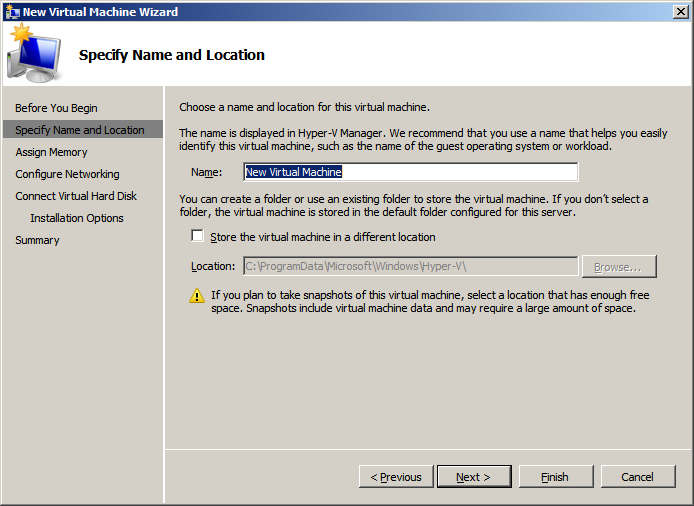 New Virtual Machine Wizard
Specify Name and Location
Before You Begin
Specify Name and Location
Assign Memory
Configure Networking
Connect Virtual Hard Disk
Installation Options
Summary
Choose a name and location for this virtual machine.
The name is displayed in Hyper-V Manager. We recommend that you use a name that helps you easily
identify this virtual machine, such as the name of the guest operating system or workload.
Name: New Virtual Machine
You can create a folder or use an existing folder to store the virtual machine. If you don't select a
folder, the virtual machine is stored in the default folder configured for this server.
Store the virtual machine in a different location
Location: C:\ProgramData\Microsoft\Windows\Hyper-V\ Browse...
If you plan to take snapshots of this virtual machine, select a location that has enough free
space. Snapshots include virtual machine data and may require a large amount of space.
< Previous Next > Finish Cancel